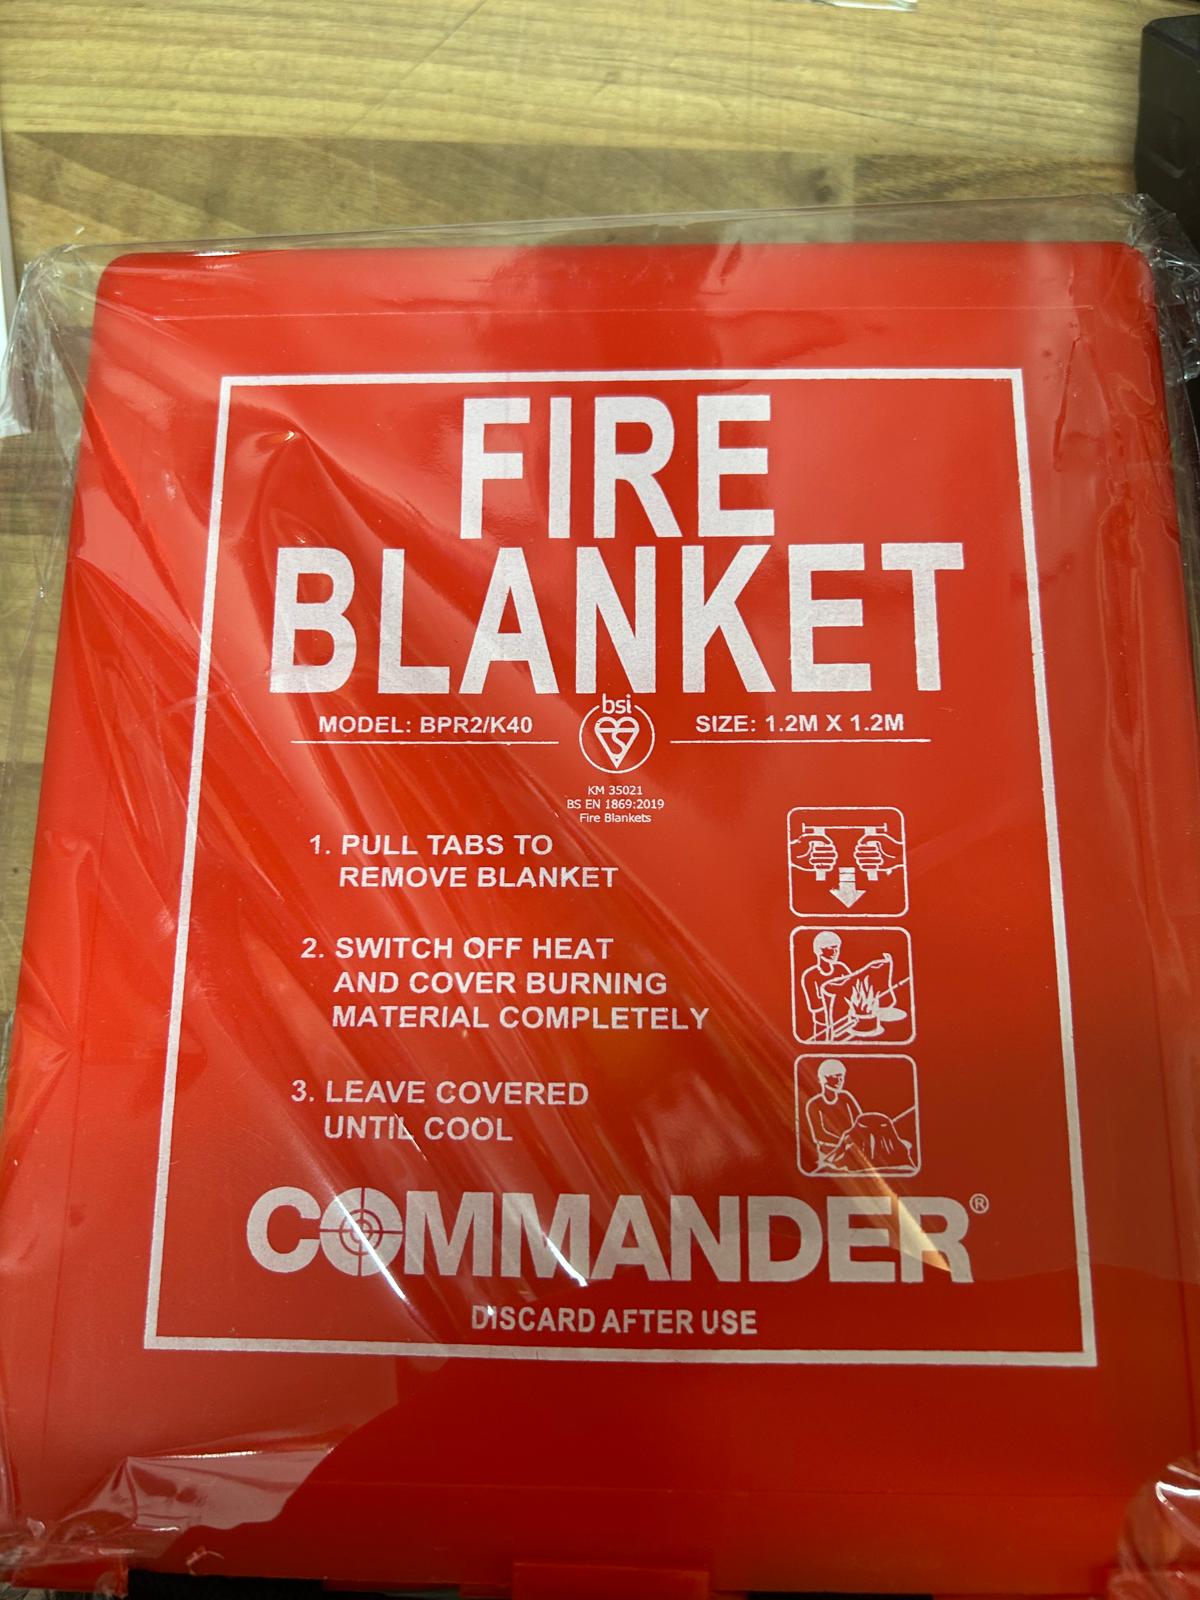 FIRE
BLANKET
MODEL: BPR2/K40
bsi
SIZE: 1.2M X 1.2M
KM 35021
BS EN 1869:2019
Fire Blankets
1. PULL TABS TO
REMOVE BLANKET
2. SWITCH OFF HEAT
AND COVER BURNING
MATERIAL COMPLETELY
3. LEAVE COVERED
UNTIL COOL
COMMANDER®
DISCARD AFTER USE